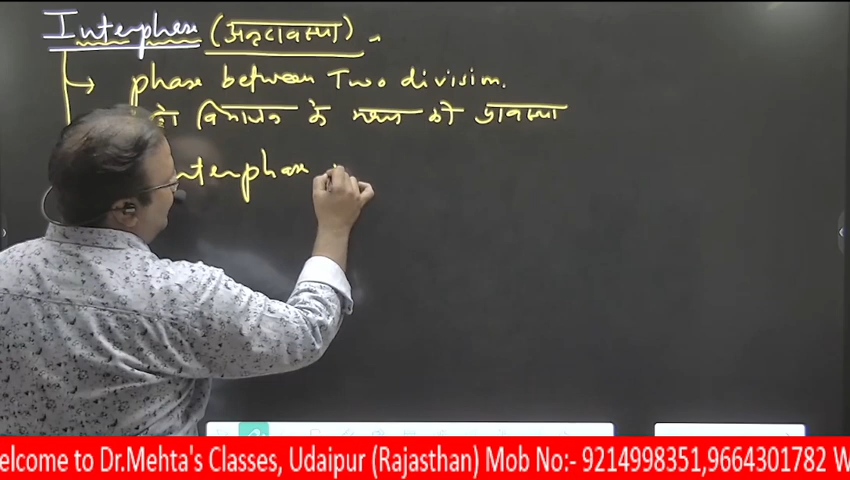 Interphase (अन्तरावस्था)
→ phase between Two division.
दो विभाजन के मध्य की अवस्था
nterphase
elcome to Dr.Mehta's Classes, Udaipur (Rajasthan) Mob No:- 9214998351,9664301782 W